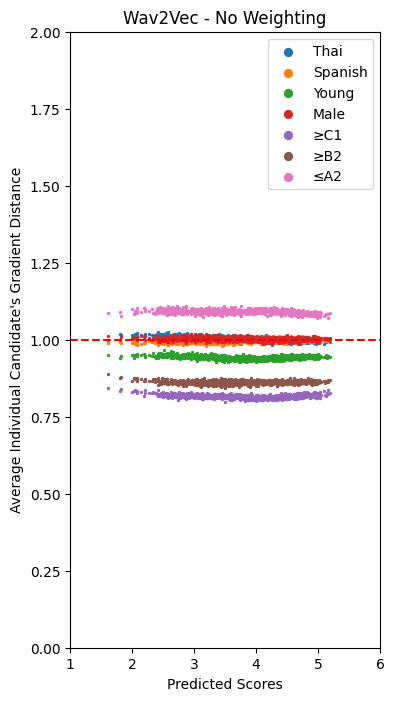 Wav2Vec - No Weighting
Thai
Spanish
Young
Male
≥C1
≥B2
≤A2
2.00
1.75
1.50
1.25
1.00
0.75
0.50
0.25
0.00
Average Individual Candidate's Gradient Distance
1 2 3 4 5 6
Predicted Scores